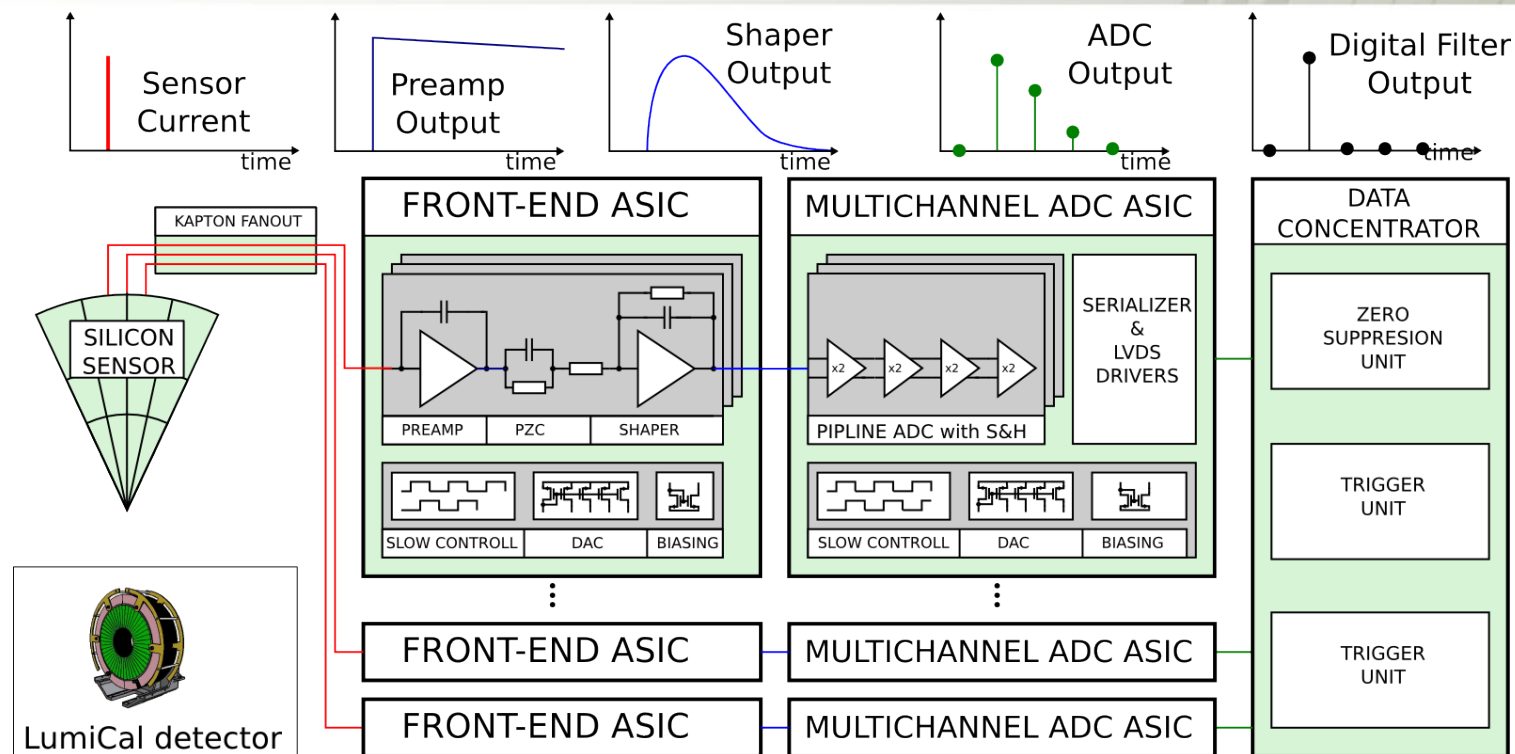 Sensor
Current
time
Preamp
Output
time
Shaper
Output
time
ADC
Output
time
Digital Filter
Output
time
KAPTON FANOUT
SILICON
SENSOR
FRONT-END ASIC
PREAMP
PZC
SHAPER
SLOW CONTROLL
DAC
BIASING
MULTICHANNEL ADC ASIC
x2
x2
x2
x2
PIPLINE ADC with S&H
SERIALIZER
&
LVDS
DRIVERS
SLOW CONTROLL
DAC
BIASING
DATA
CONCENTRATOR
ZERO
SUPPRESION
UNIT
TRIGGER
UNIT
TRIGGER
UNIT
FRONT-END ASIC
MULTICHANNEL ADC ASIC
FRONT-END ASIC
MULTICHANNEL ADC ASIC
LumiCal detector